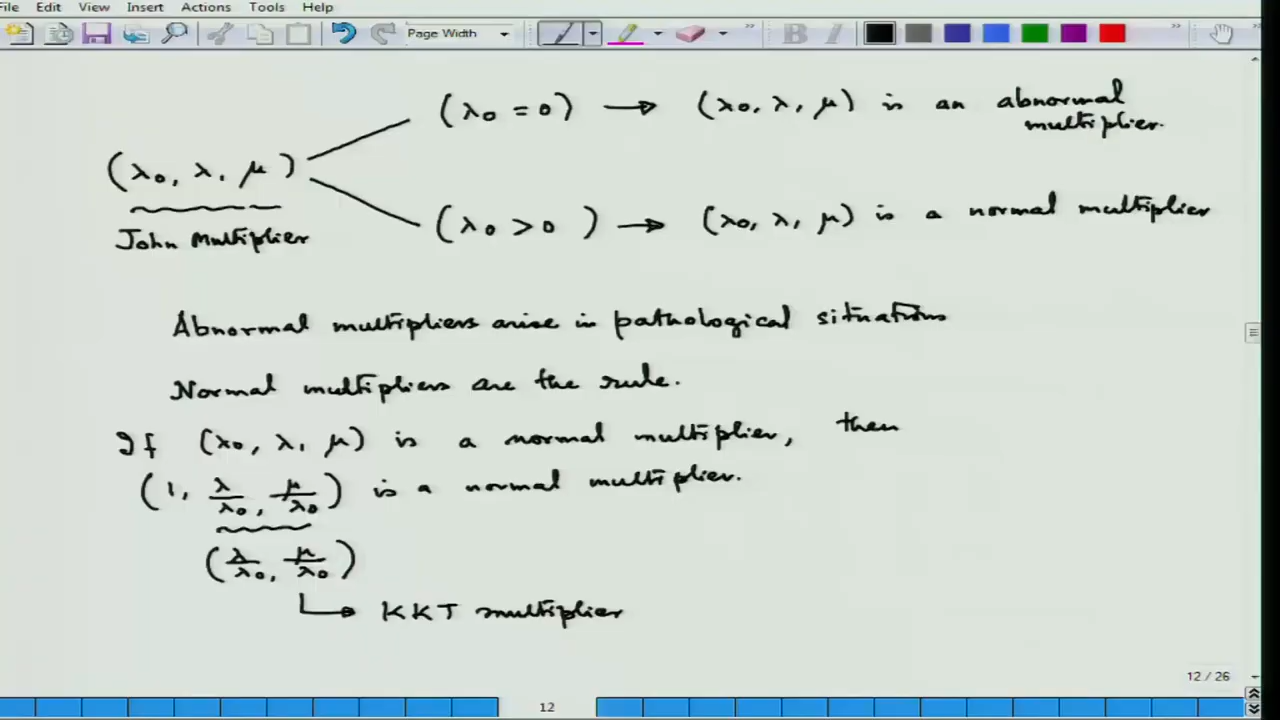 File Edit View Insert Actions Tools Help
Page Width
(λ0 = 0) → (λ0, λ, μ) is an abnormal
multiplier.
(λ0, λ, μ)
John Multiplier
(λ0 > 0) → (λ0, λ, μ) is a normal multiplier
Abnormal multipliers arise in pathological situations
Normal multipliers are the rule.
If (λ0, λ, μ) is a normal multiplier, then
(1, λ/λ0, μ/λ0) is a normal multiplier.
(λ/λ0, μ/λ0)
→ KKT multiplier
12 / 26
12